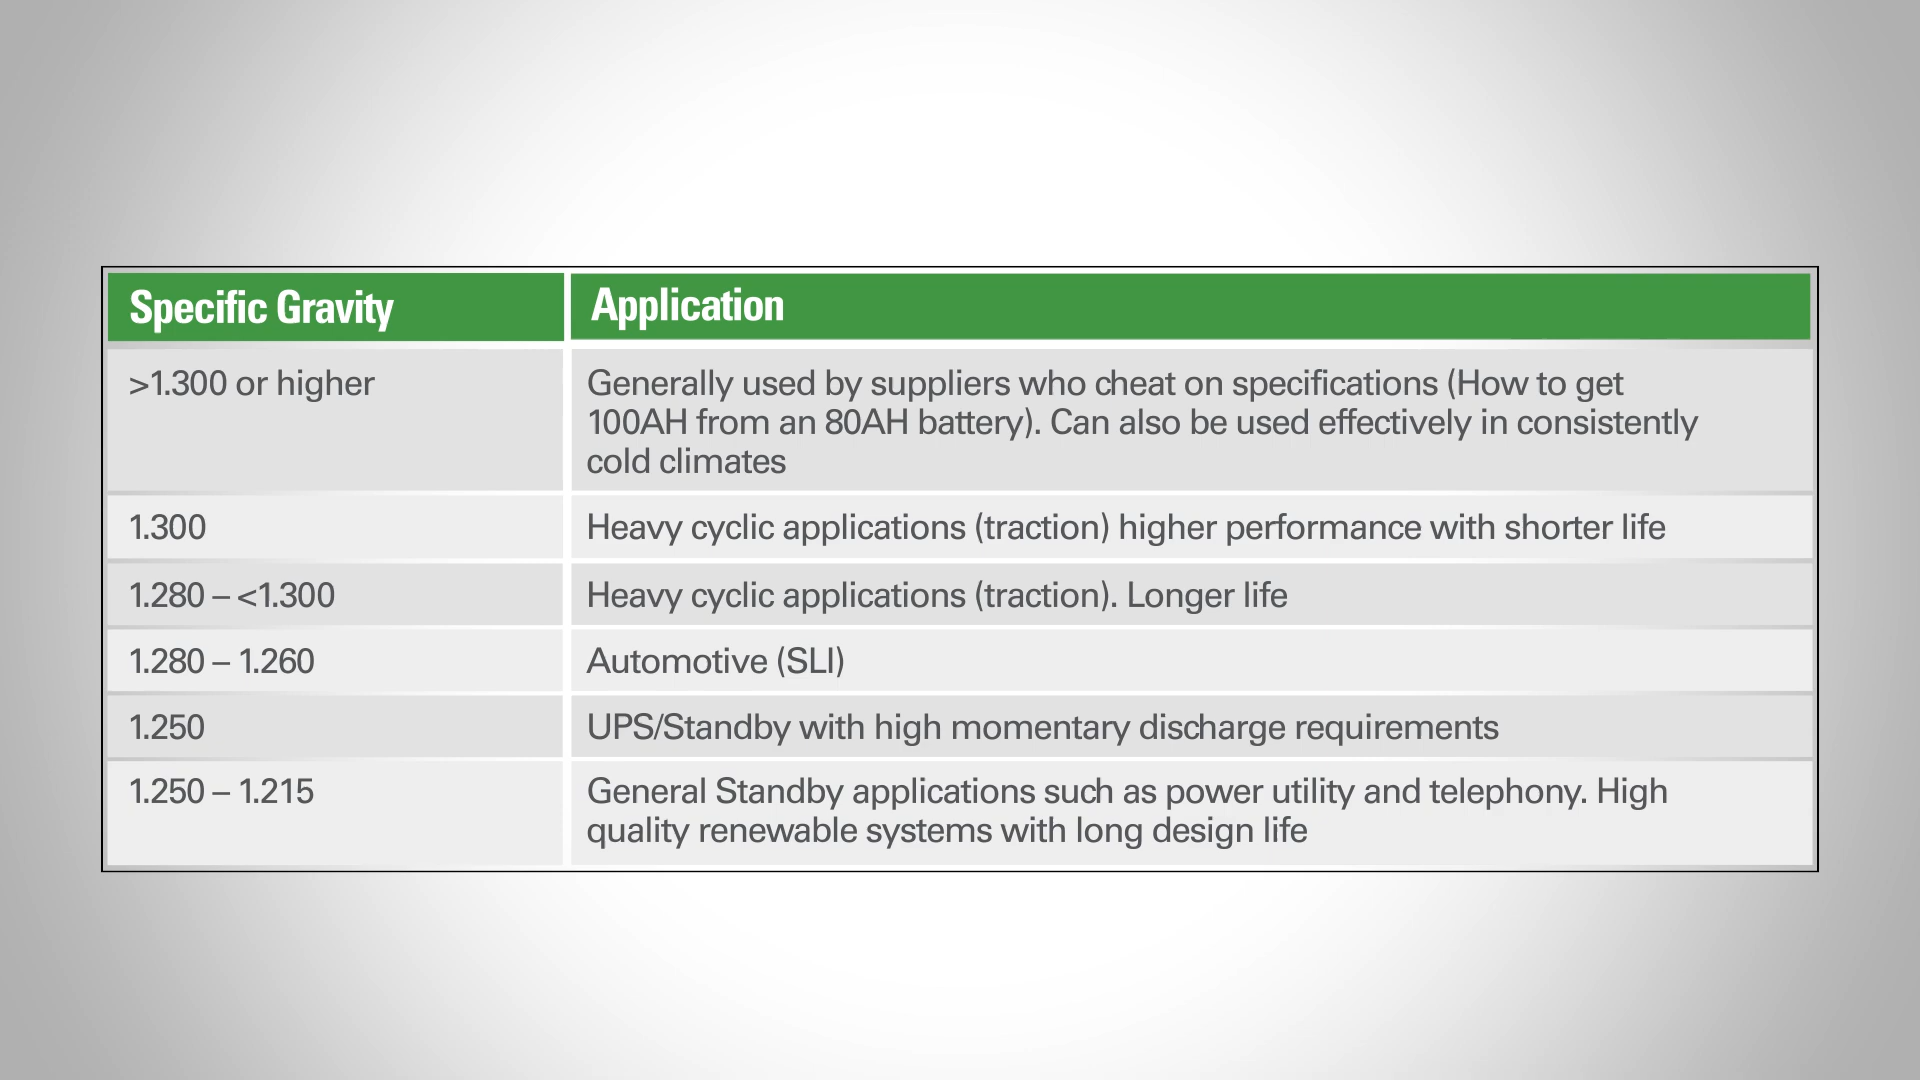 Specific Gravity
Application
>1.300 or higher
Generally used by suppliers who cheat on specifications (How to get
100AH from an 80AH battery). Can also be used effectively in consistently
cold climates
1.300
Heavy cyclic applications (traction) higher performance with shorter life
1.280 – <1.300
Heavy cyclic applications (traction). Longer life
1.280 – 1.260
Automotive (SLI)
1.250
UPS/Standby with high momentary discharge requirements
1.250 – 1.215
General Standby applications such as power utility and telephony. High
quality renewable systems with long design life